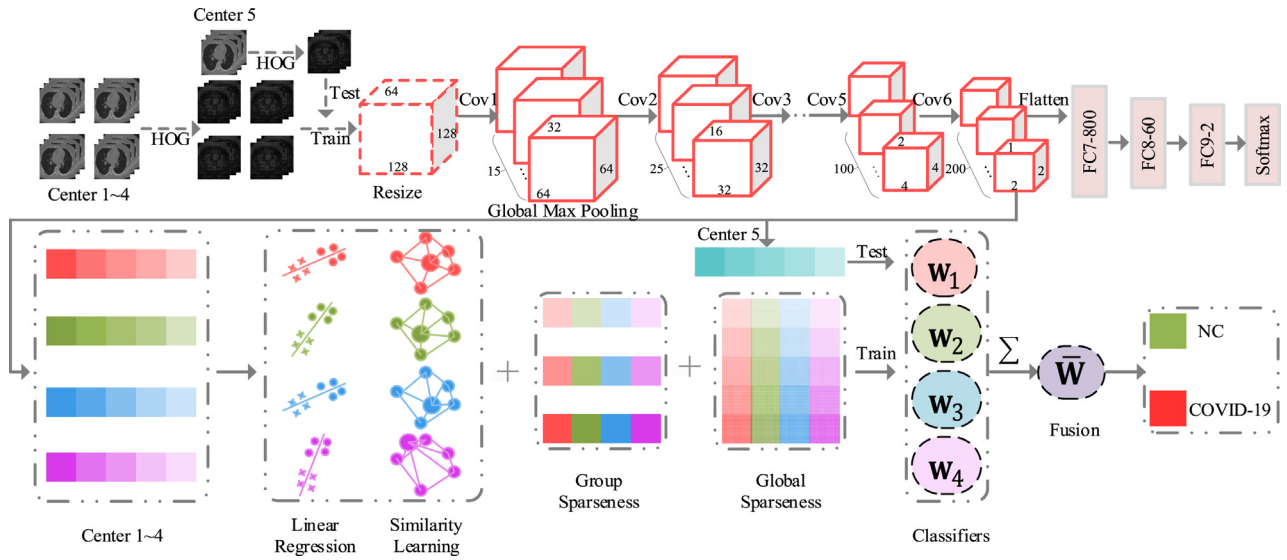 Center 5
HOG
Test
HOG
Train
Center 1~4
64
128
128
Resize
Cov1
32
64
64
15
Global Max Pooling
Cov2
16
32
32
25
Cov3
Cov5
2
4
4
100
Cov6
1
2
2
200
Flatten
FC7-800
FC8-60
FC9-2
Softmax
Center 5
Test
Train
Center 1~4
Linear
Regression
Similarity
Learning
+
Group
Sparseness
+
Global
Sparseness
W₁
W₂
W₃
W₄
Classifiers
∑
W̅
Fusion
NC
COVID-19